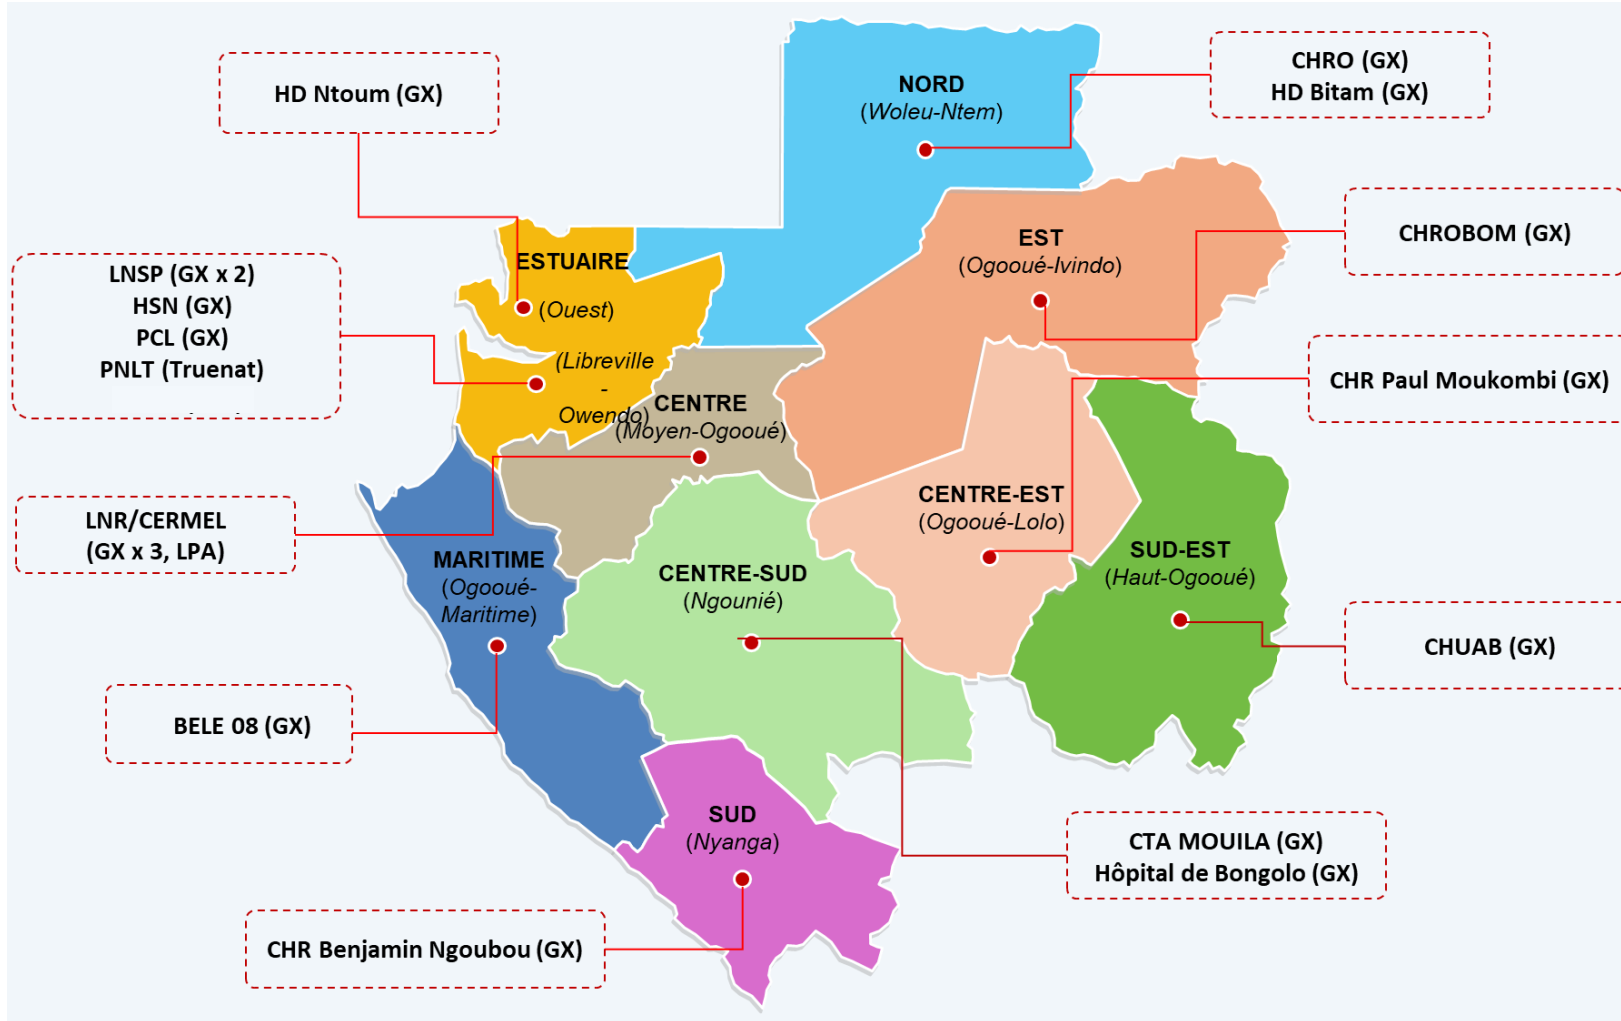 HD Ntoum (GX)
CHRO (GX)
HD Bitam (GX)
NORD
(Woleu-Ntem)
CHROBOM (GX)
EST
(Ogooué-Ivindo)
ESTUAIRE
(Ouest)
(Libreville
-
Owendo)
LNSP (GX x 2)
HSN (GX)
PCL (GX)
PNLT (Truenat)
CHR Paul Moukombi (GX)
CENTRE
(Moyen-Ogooué)
CENTRE-EST
(Ogooué-Lolo)
LNR/CERMEL
(GX x 3, LPA)
MARITIME
(Ogooué-
Maritime)
CENTRE-SUD
(Ngounié)
SUD-EST
(Haut-Ogooué)
CHUAB (GX)
BELE 08 (GX)
SUD
(Nyanga)
CTA MOUILA (GX)
Hôpital de Bongolo (GX)
CHR Benjamin Ngoubou (GX)